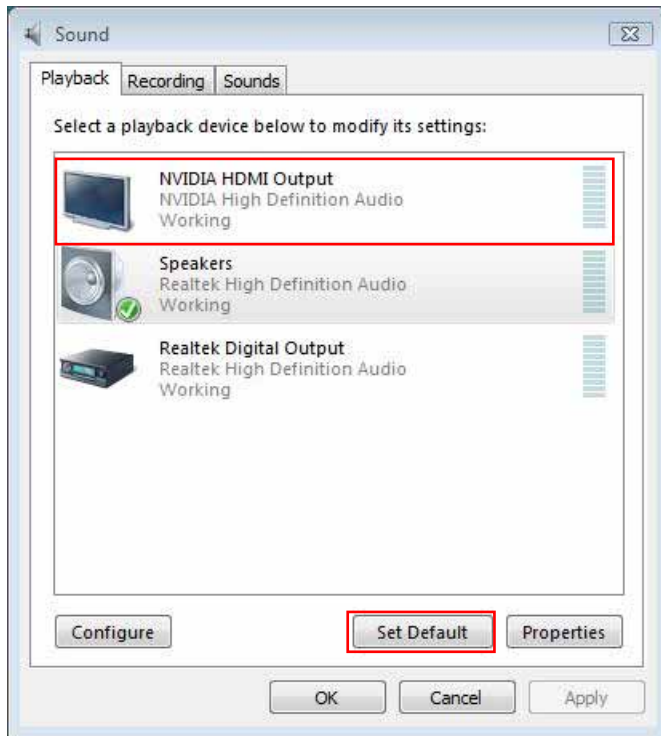 Sound
Playback Recording Sounds
Select a playback device below to modify its settings:
NVIDIA HDMI Output
NVIDIA High Definition Audio
Working
Speakers
Realtek High Definition Audio
Working
Realtek Digital Output
Realtek High Definition Audio
Working
Configure Set Default Properties
OK Cancel Apply